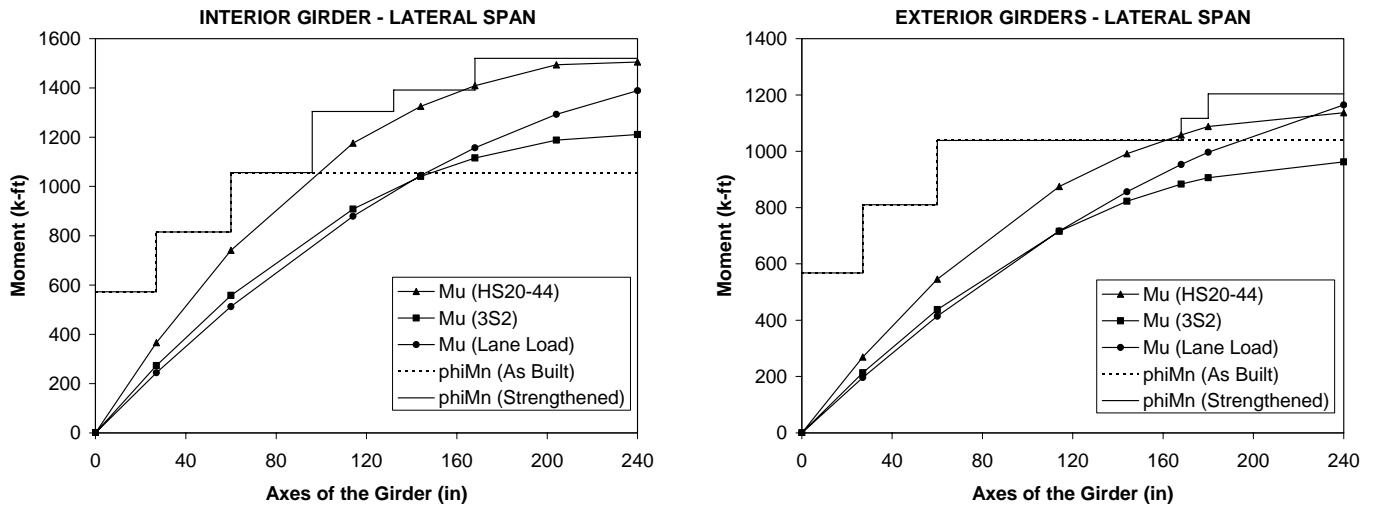 INTERIOR GIRDER - LATERAL SPAN
1600
1400
1200
1000
800
600
400
200
0
Moment (k-ft)
0 40 80 120 160 200 240
Axes of the Girder (in)
Mu (HS20-44)
Mu (3S2)
Mu (Lane Load)
phiMn (As Built)
phiMn (Strengthened)
EXTERIOR GIRDERS - LATERAL SPAN
1400
1200
1000
800
600
400
200
0
Moment (k-ft)
0 40 80 120 160 200 240
Axes of the Girder (in)
Mu (HS20-44)
Mu (3S2)
Mu (Lane Load)
phiMn (As Built)
phiMn (Strengthened)